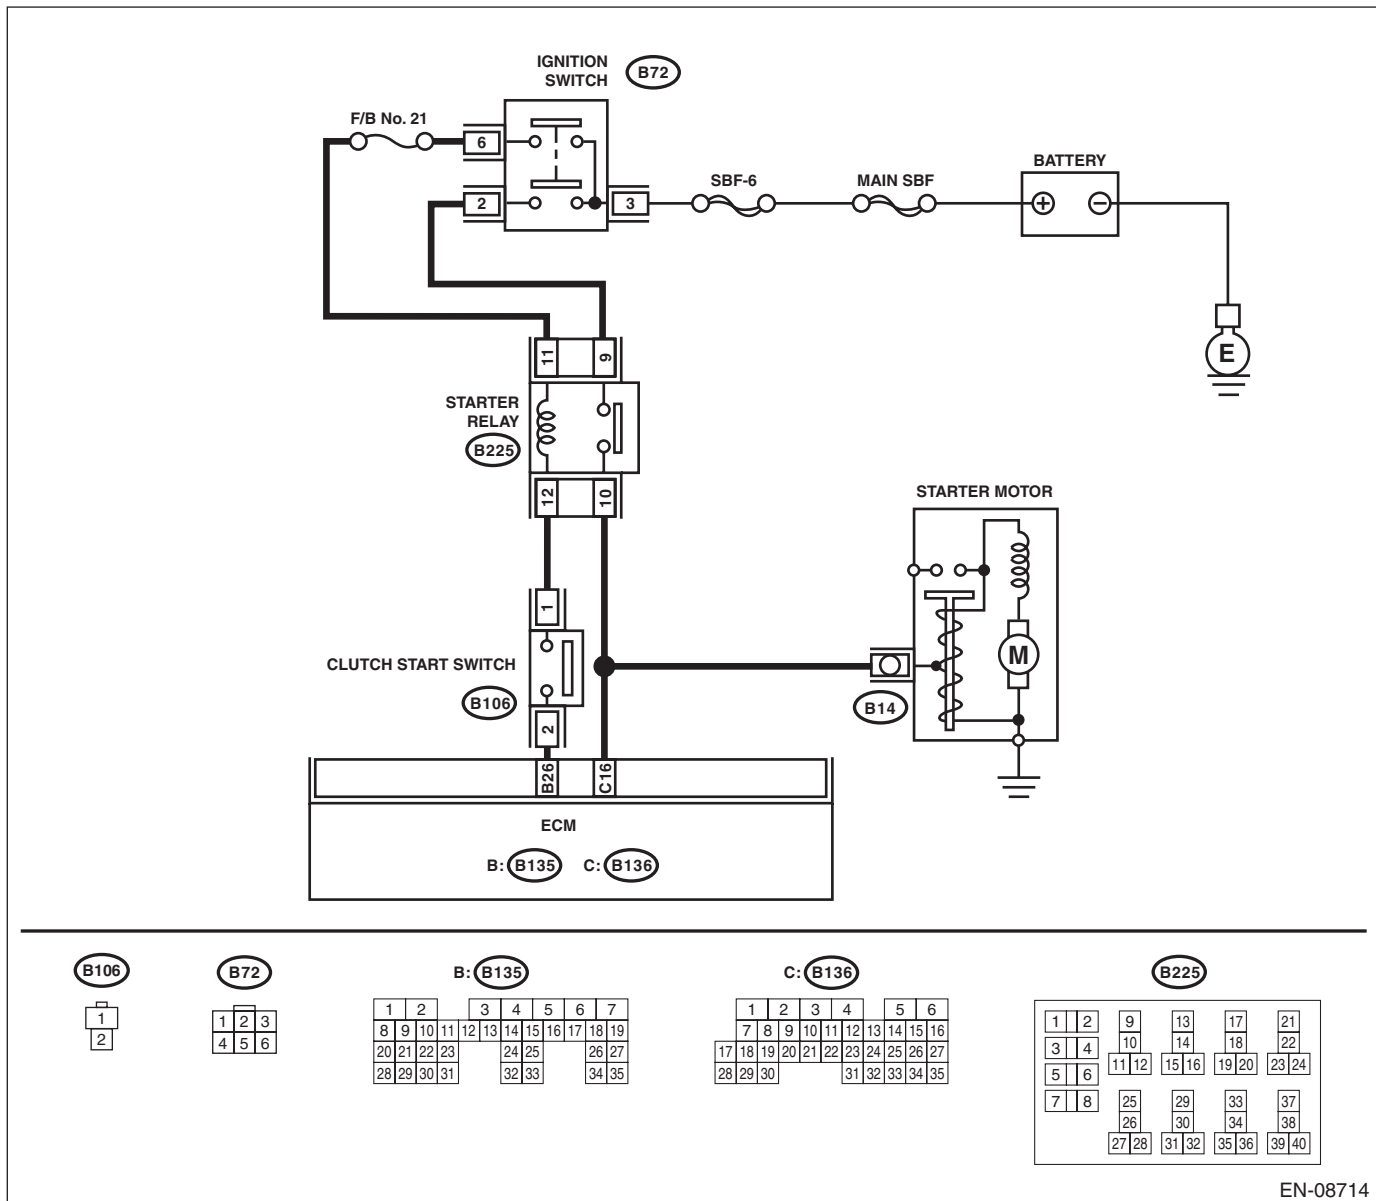 IGNITION
SWITCH
B72
F/B No. 21
6
2
3
SBF-6
MAIN SBF
BATTERY
+
−
E
11
9
STARTER
RELAY
B225
12
10
STARTER MOTOR
M
1
CLUTCH START SWITCH
B106
2
B14
B26
C16
ECM
B: B135 C: B136
B106
1
2
B72
1 2 3
4 5 6
B: B135
1 2 3 4 5 6 7
8 9 10 11 12 13 14 15 16 17 18 19
20 21 22 23 24 25 26 27
28 29 30 31 32 33 34 35
C: B136
1 2 3 4 5 6
7 8 9 10 11 12 13 14 15 16
17 18 19 20 21 22 23 24 25 26 27
28 29 30 31 32 33 34 35
B225
1 2 9 13 17 21
3 4 10 14 18 22
5 6 11 12 15 16 19 20 23 24
7 8 25 29 33 37
26 30 34 38
27 28 31 32 35 36 39 40
EN-08714